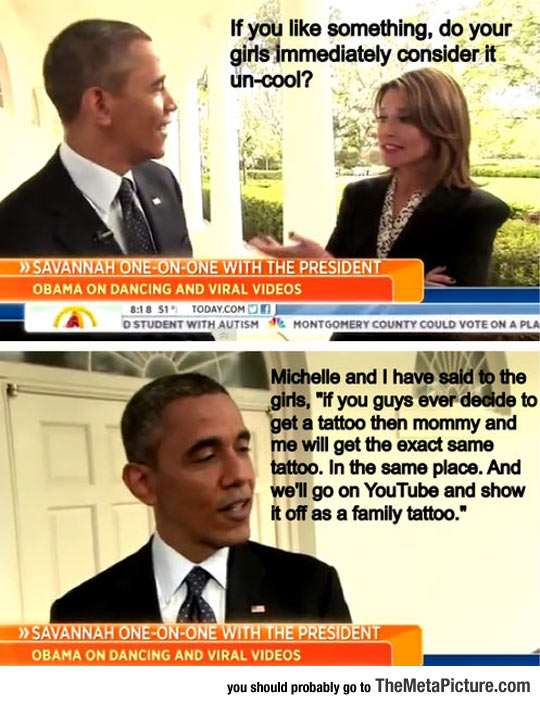 If you like something, do your
girls immediately consider it
un-cool?
» SAVANNAH ONE-ON-ONE WITH THE PRESIDENT
OBAMA ON DANCING AND VIRAL VIDEOS
8:18 51° TODAY.COM
D STUDENT WITH AUTISM MONTGOMERY COUNTY COULD VOTE ON A PLA
Michelle and I have said to the
girls, "if you guys ever decide to
get a tattoo then mommy and
me will get the exact same
tattoo. In the same place. And
we'll go on YouTube and show
it off as a family tattoo."
» SAVANNAH ONE-ON-ONE WITH THE PRESIDENT
OBAMA ON DANCING AND VIRAL VIDEOS
you should probably go to TheMetaPicture.com